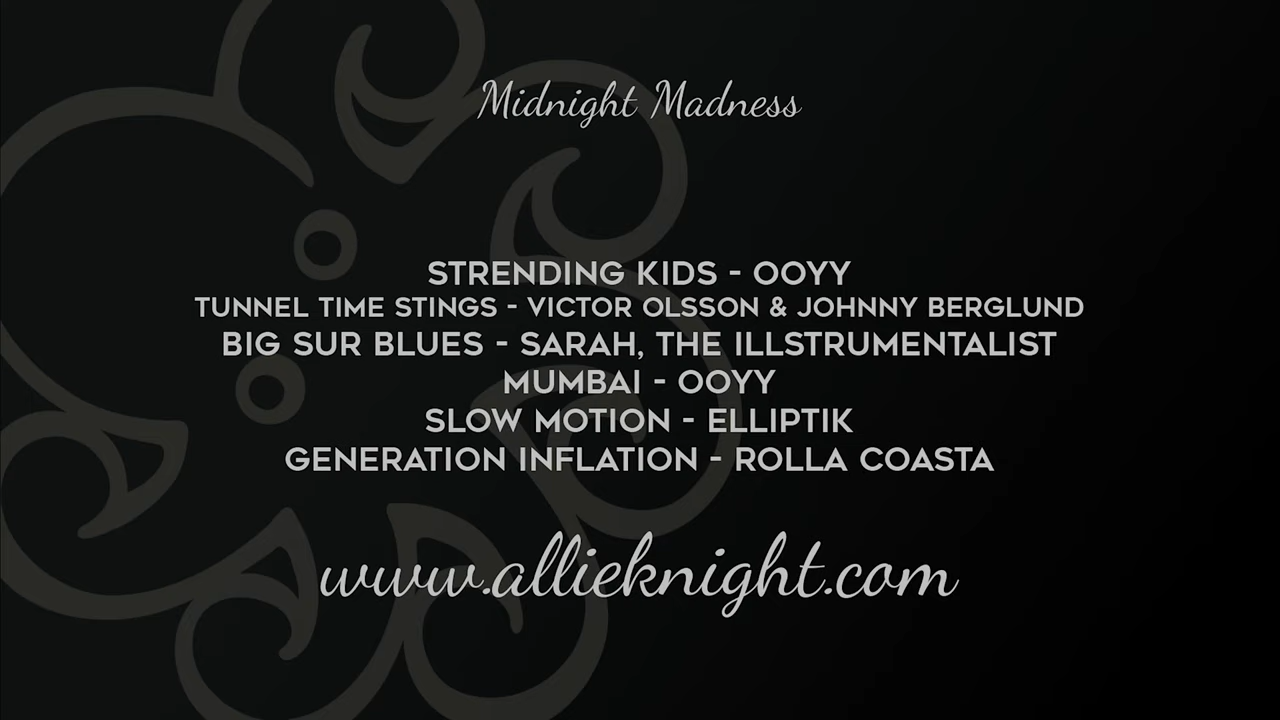 Midnight Madness
STRENDING KIDS - OOYY
TUNNEL TIME STINGS - VICTOR OLSSON & JOHNNY BERGLUND
BIG SUR BLUES - SARAH, THE ILLSTRUMENTALIST
MUMBAI - OOYY
SLOW MOTION - ELLIPTIK
GENERATION INFLATION - ROLLA COASTA
www.allieknight.com